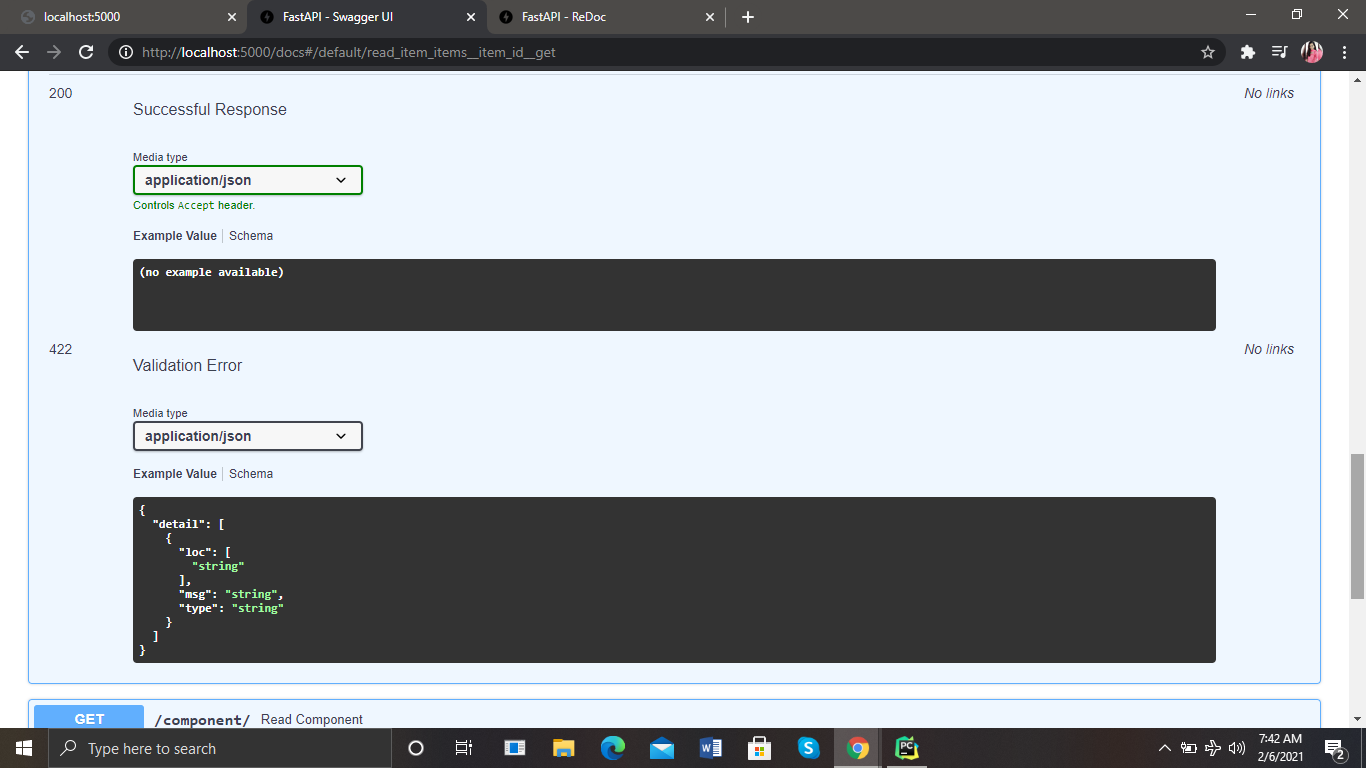 localhost:5000
FastAPI - Swagger UI
FastAPI - ReDoc
http://localhost:5000/docs#/default/read_item_items__item_id__get
200
Successful Response
No links
Media type
application/json
Controls Accept header.
Example Value
Schema
(no example available)
422
Validation Error
No links
Media type
application/json
Example Value
Schema
{
"detail": [
{
"loc": [
"string"
],
"msg": "string",
"type": "string"
}
]
}
GET
/component/
Read Component
Type here to search
W
S
PC
7:42 AM
2/6/2021
2